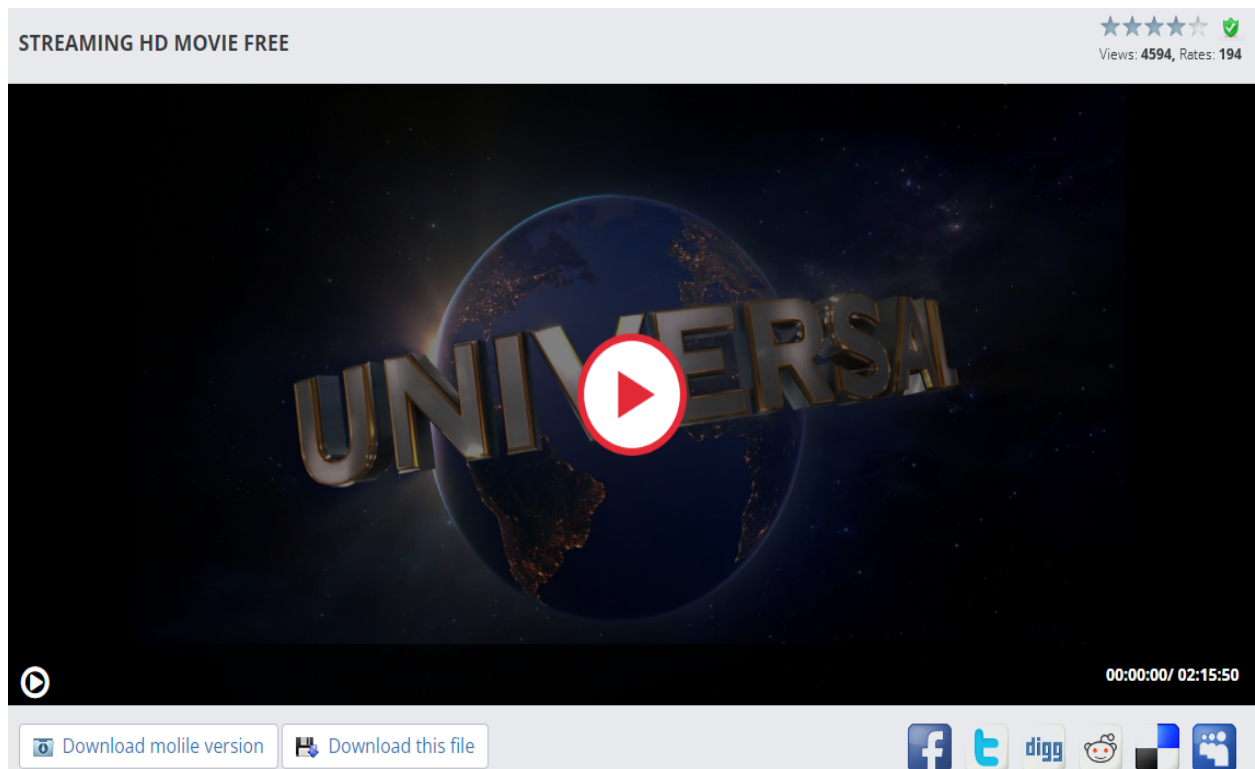 STREAMING HD MOVIE FREE
Views: 4594, Rates: 194
UNIVERSAL
00:00:00/ 02:15:50
Download molile version
Download this file
digg